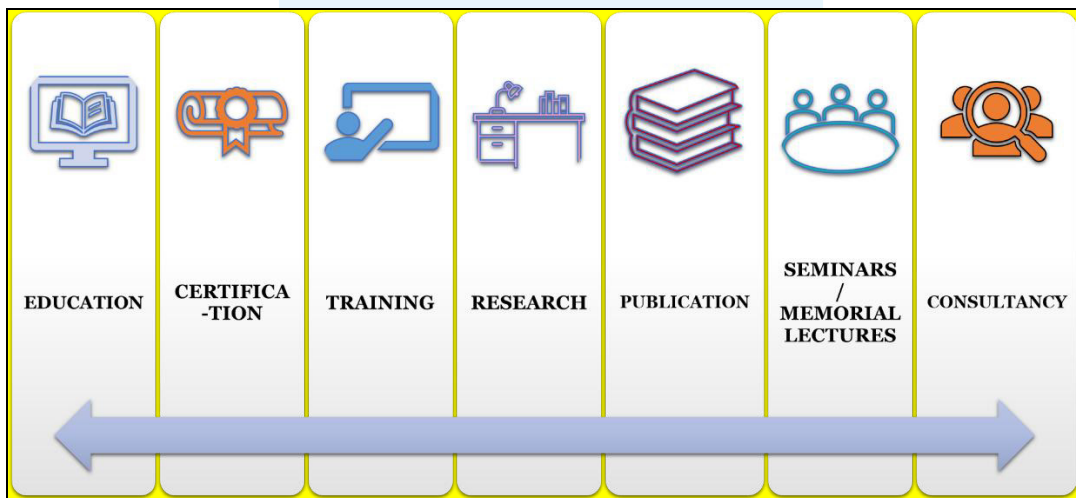 EDUCATION
CERTIFICA
-TION
TRAINING
RESEARCH
PUBLICATION
SEMINARS
/
MEMORIAL
LECTURES
CONSULTANCY